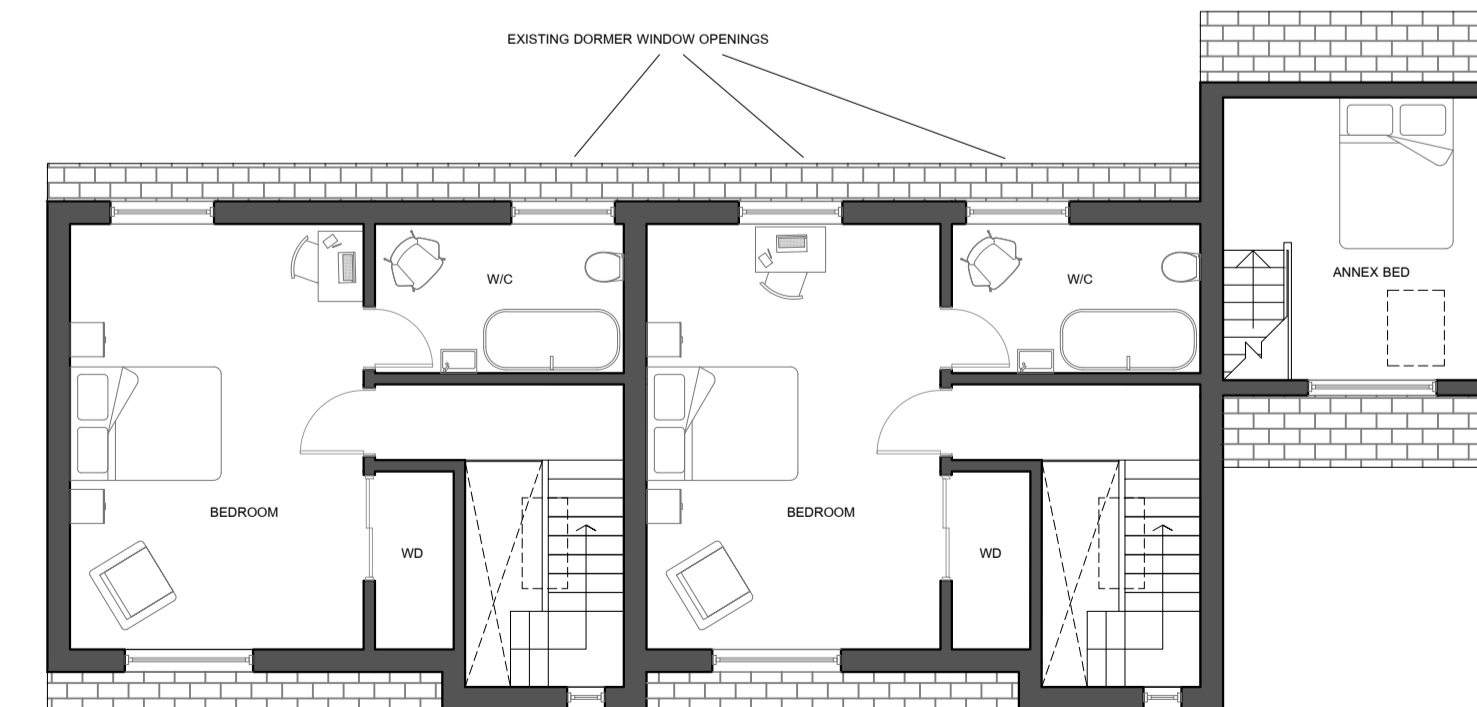 EXISTING DORMER WINDOW OPENINGS
W/C
W/C
ANNEX BED
BEDROOM
BEDROOM
WD
WD